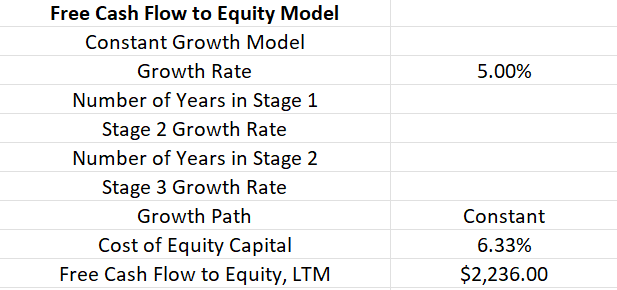 Free Cash Flow to Equity Model
Constant Growth Model
Growth Rate 5.00%
Number of Years in Stage 1
Stage 2 Growth Rate
Number of Years in Stage 2
Stage 3 Growth Rate
Growth Path Constant
Cost of Equity Capital 6.33%
Free Cash Flow to Equity, LTM $2,236.00